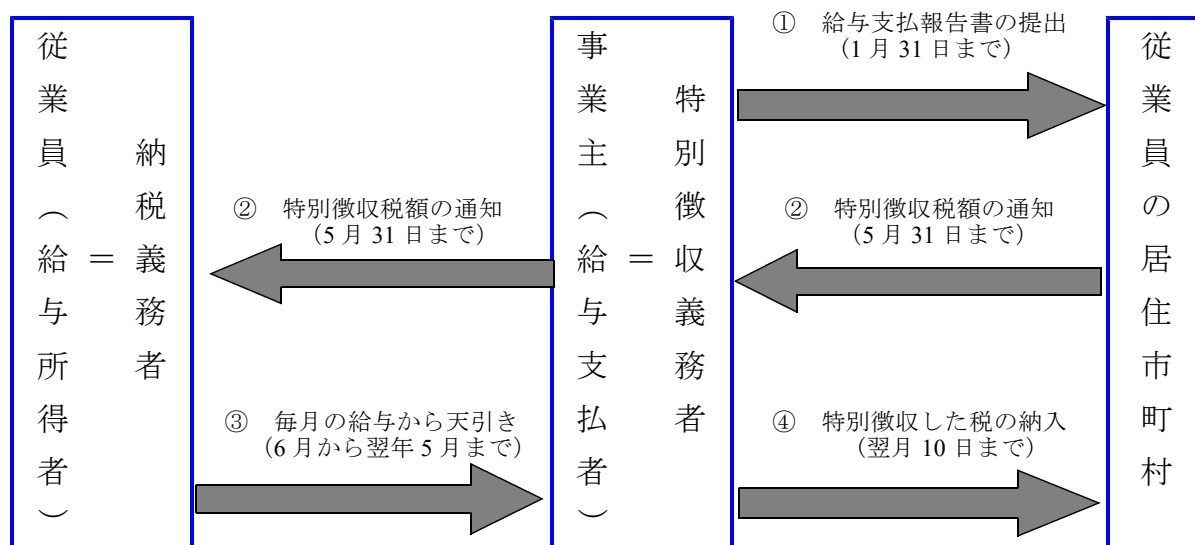 従業員（給与所得者）
＝
納税義務者
② 特別徴収税額の通知
（5月31日まで）
③ 毎月の給与から天引き
（6月から翌年5月まで）
事業主（給与支払者）
＝
特別徴収義務者
① 給与支払報告書の提出
（1月31日まで）
② 特別徴収税額の通知
（5月31日まで）
④ 特別徴収した税の納入
（翌月10日まで）
従業員の居住市町村